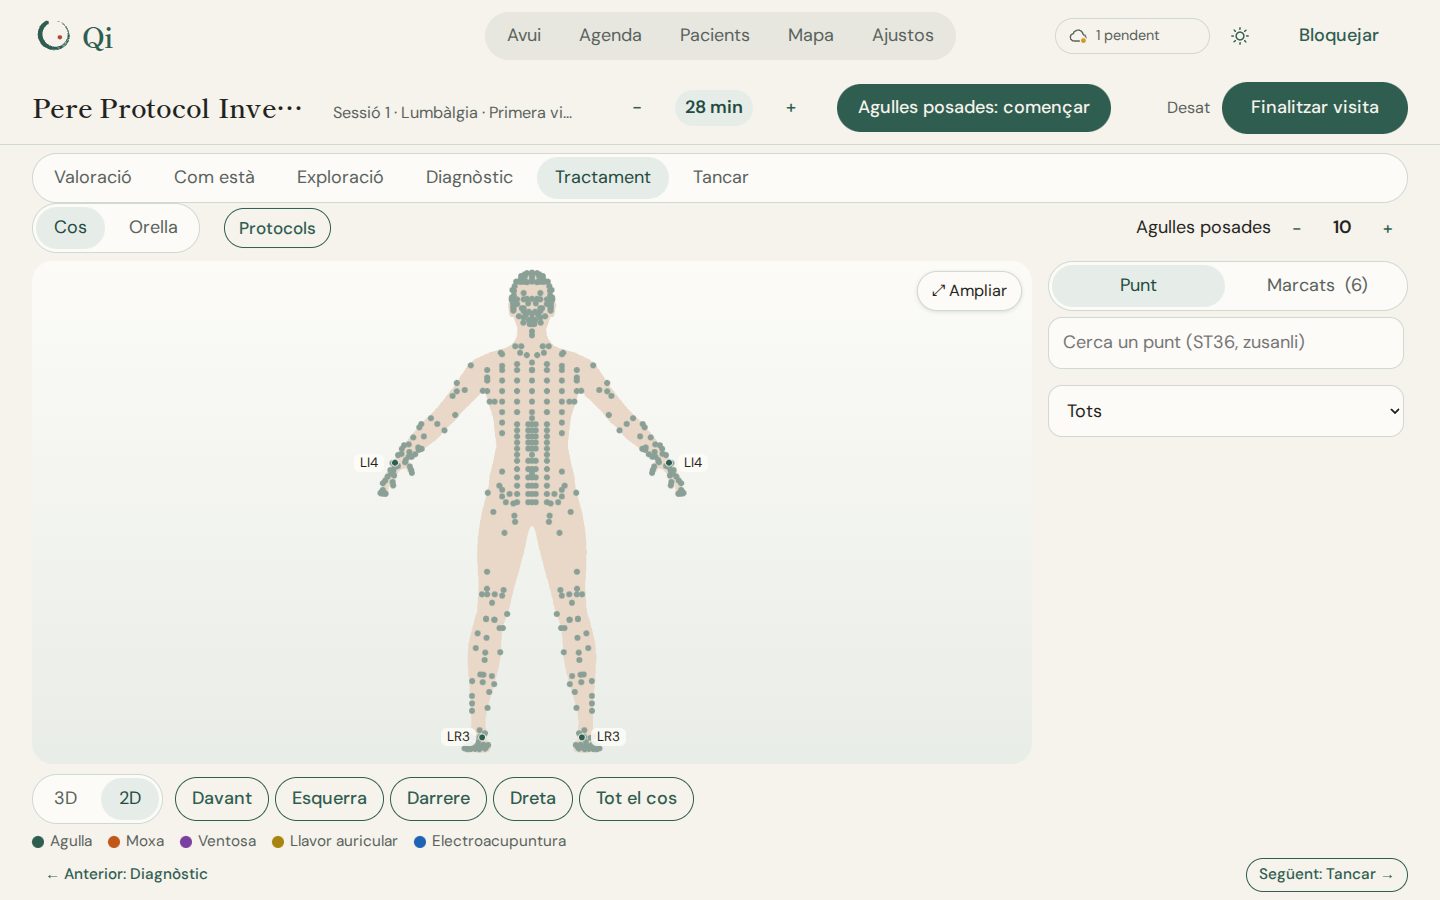 Qi
Avui Agenda Pacients Mapa Ajustos
1 pendent
Bloquejar
Pere Protocol Inve···
Sessió 1 · Lumbàlgia · Primera vi...
- 28 min +
Agulles posades: començar
Desat
Finalitzar visita
Valoració Com està Exploració Diagnòstic Tractament Tancar
Cos Orella Protocols
Agulles posades - 10 +
Ampliar
Punt Marcats (6)
Cerca un punt (ST36, zusanli)
Tots
LI4 LI4
LR3 LR3
3D 2D Davant Esquerra Darrere Dreta Tot el cos
Agulla Moxa Ventosa Llavor auricular Electroacupuntura
← Anterior: Diagnòstic
Següent: Tancar →